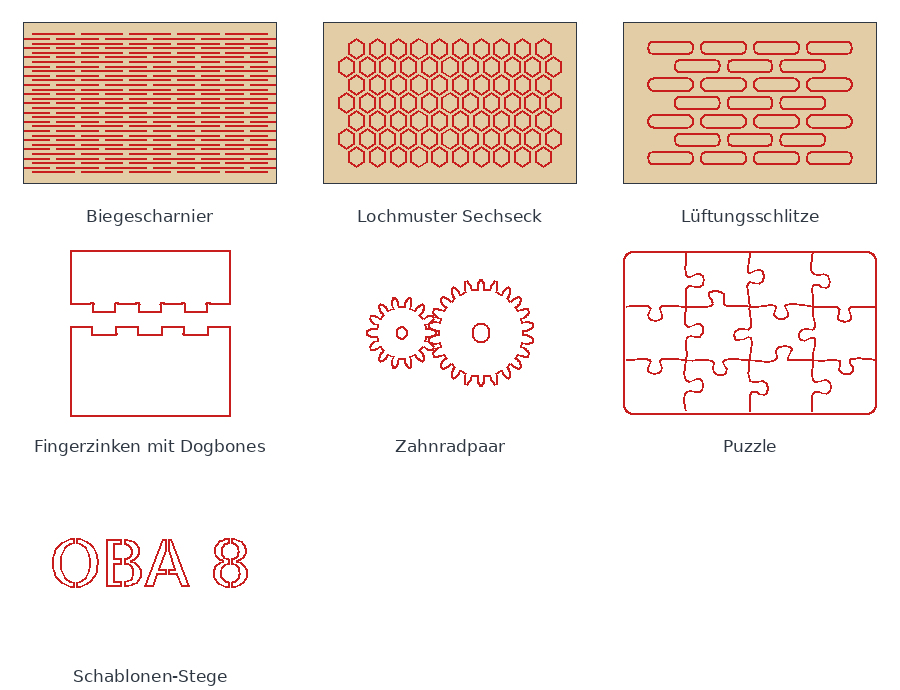 Biegescharnier
Lochmuster Sechseck
Lüftungsschlitze
Fingerzinken mit Dogbones
Zahnradpaar
Puzzle
OBA 8
Schablonen-Stege